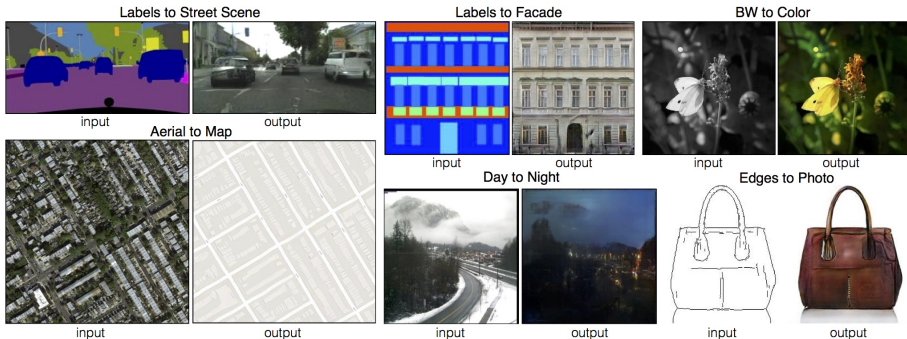 Labels to Street Scene
input
output
Aerial to Map
input
output
Labels to Facade
input
output
BW to Color
input
output
Day to Night
input
output
Edges to Photo
input
output